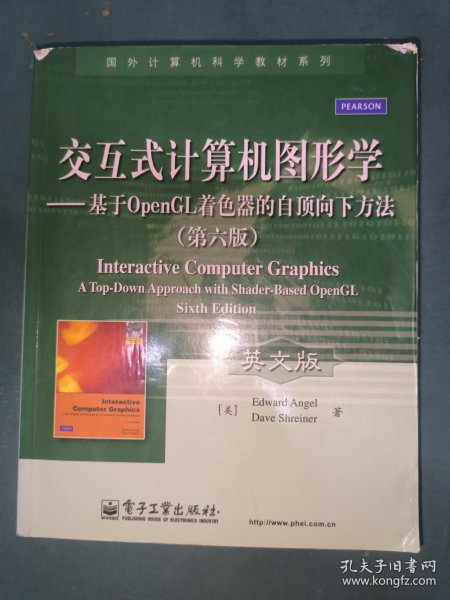 国外计算机科学教材系列
PEARSON
交互式计算机图形学
——基于OpenGL着色器的自顶向下方法
（第六版）
Interactive Computer Graphics
A Top-Down Approach with Shader-Based OpenGL
Sixth Edition
英文版
Interactive
Computer Graphics
PEARSON
[美] Edward Angel
Dave Shreiner 著
电子工业出版社
PUBLISHING HOUSE OF ELECTRONICS INDUSTRY
http://www.phei.com.cn
孔夫子旧书网
www.kongfz.com